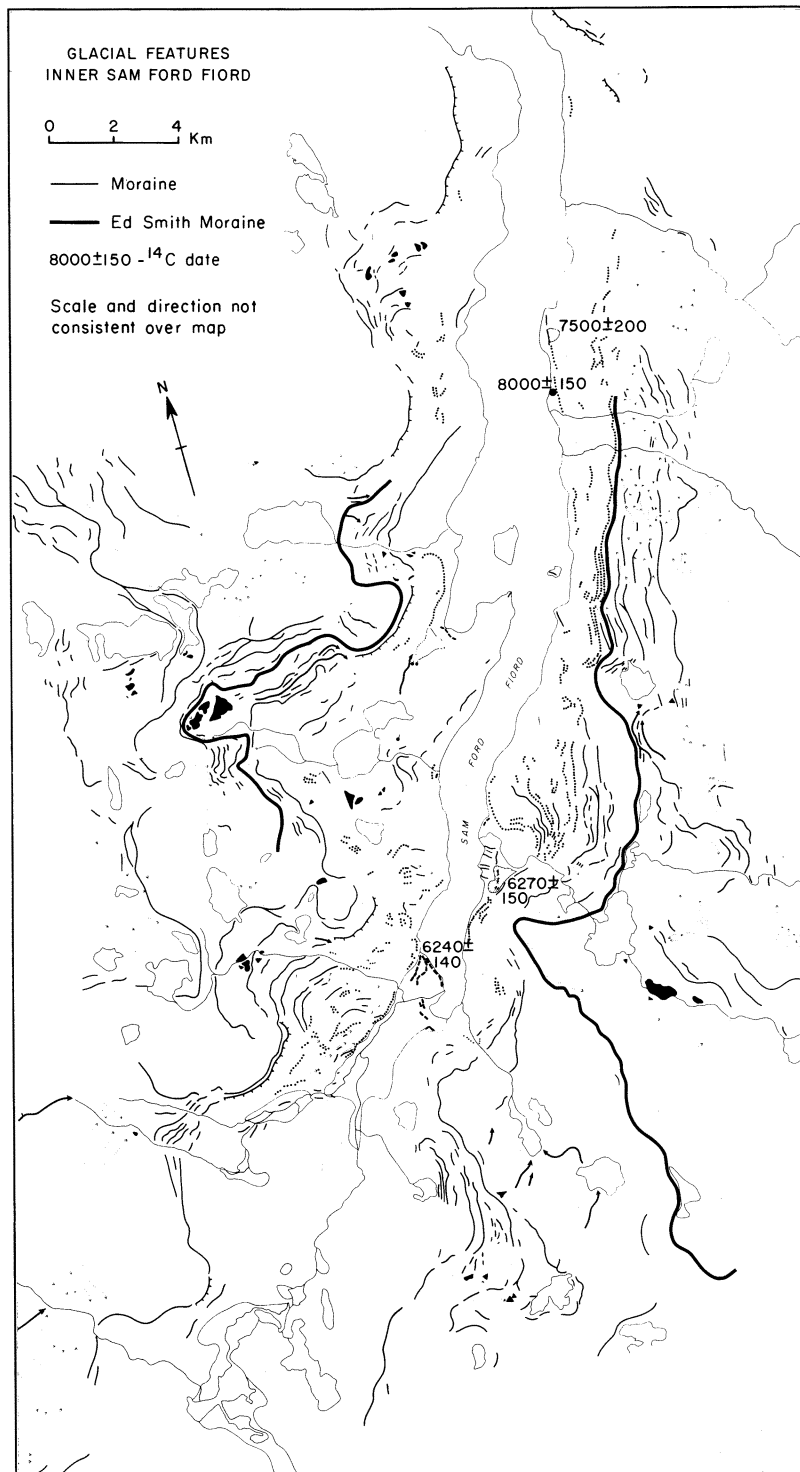 GLACIAL FEATURES
INNER SAM FORD FIORD
0 2 4 Km
Moraine
Ed Smith Moraine
8000±150 - ¹⁴C date
Scale and direction not
consistent over map
N
7500±200
8000±150
SAM FORD FIORD
6270±
150
6240±
140